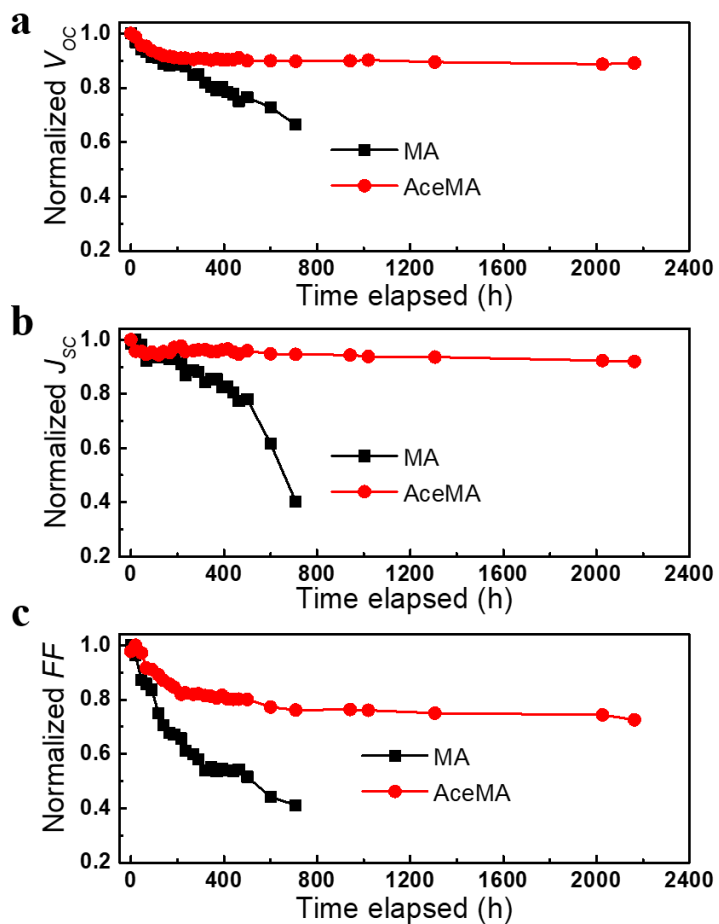 a
Normalized VOC
1.0
0.8
0.6
0.4
0.2
MA
AceMA
0 400 800 1200 1600 2000 2400
Time elapsed (h)
b
Normalized JSC
1.0
0.8
0.6
0.4
0.2
MA
AceMA
0 400 800 1200 1600 2000 2400
Time elapsed (h)
c
Normalized FF
1.0
0.8
0.6
0.4
0.2
MA
AceMA
0 400 800 1200 1600 2000 2400
Time elapsed (h)